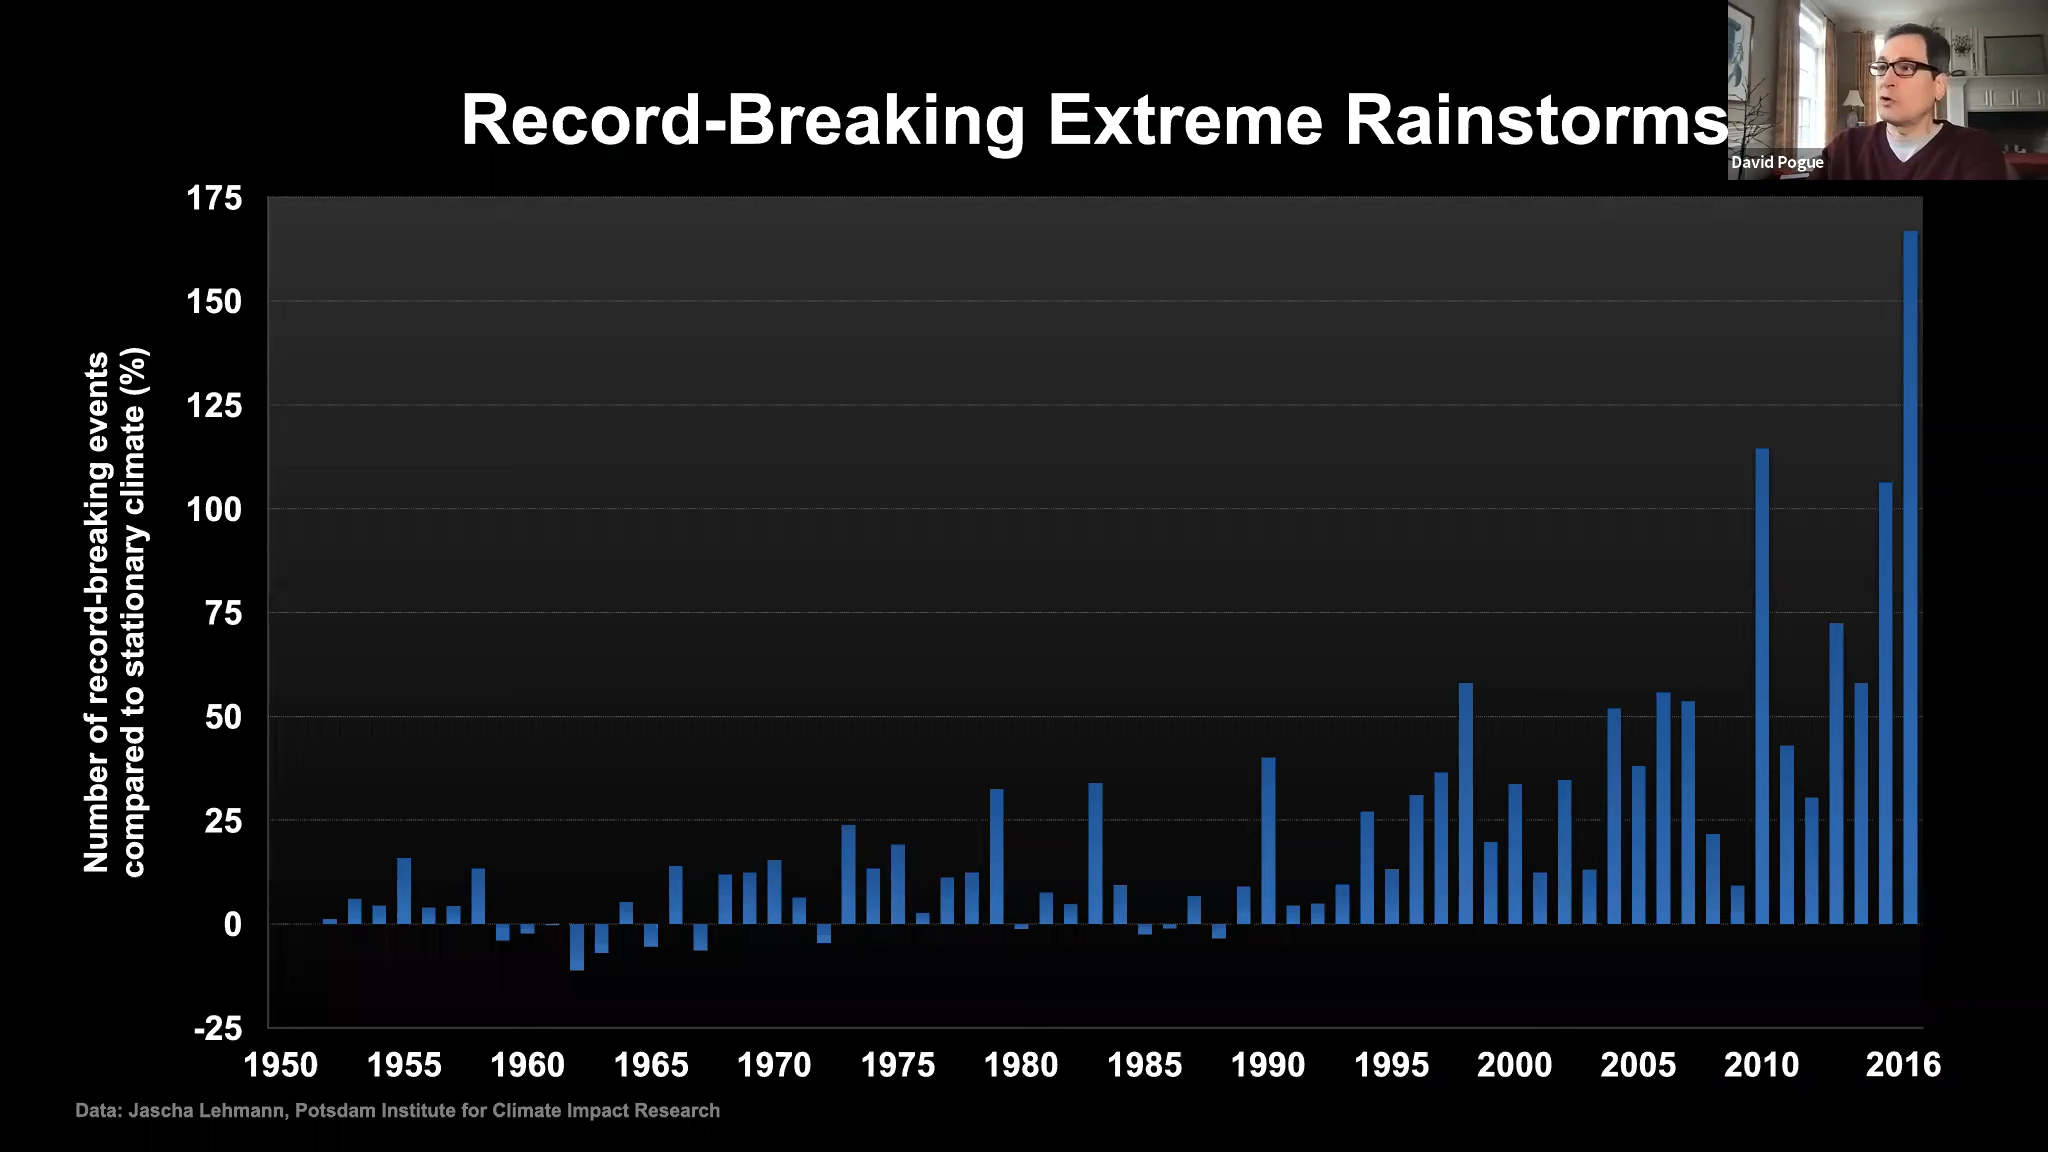 Record-Breaking Extreme Rainstorms
David Pogue
Number of record-breaking events
compared to stationary climate (%)
175
150
125
100
75
50
25
0
-25
1950 1955 1960 1965 1970 1975 1980 1985 1990 1995 2000 2005 2010 2016
Data: Jascha Lehmann, Potsdam Institute for Climate Impact Research